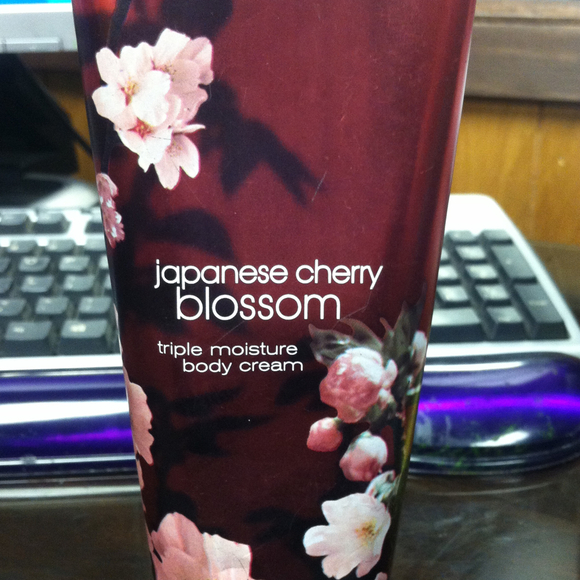 japanese cherry
blossom
triple moisture
body cream